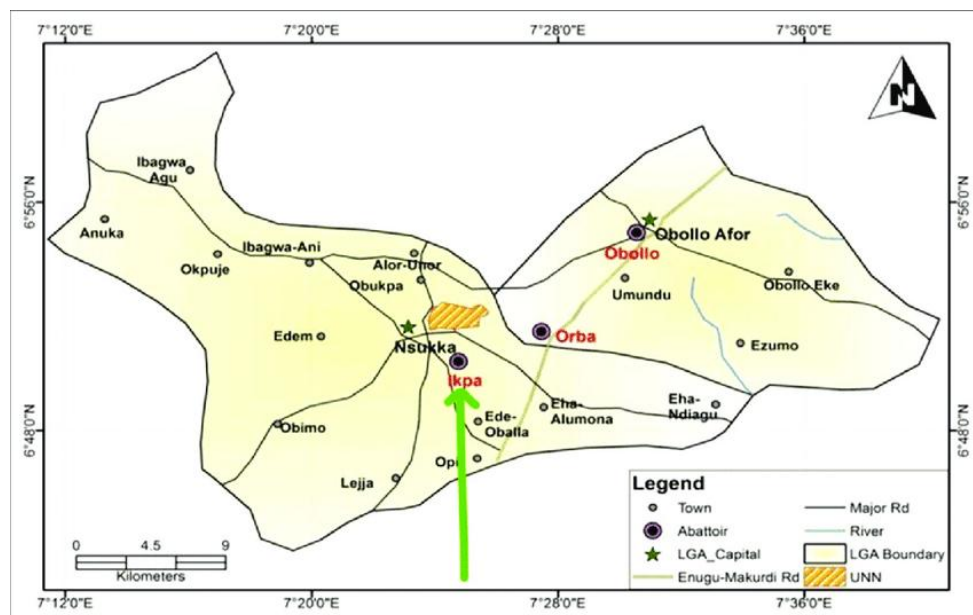 7°12'0"E
7°20'0"E
7°28'0"E
7°36'0"E
N
6°56'0"N
6°56'0"N
Ibagwa
Agu
Anuka
Okpuje
Ibagwa-Ani
Alor-Unor
Obukpa
Obollo Afor
Obollo
Umundu
Obollo Eke
Edem
Nsukka
Orba
Ezumo
Ikpa
6°48'0"N
6°48'0"N
Obimo
Ede-
Oballa
Eha-
Alumona
Eha-
Ndiagu
Opi
Lejja
0 4.5 9
Kilometers
Legend
Town
Abattoir
LGA_Capital
Enugu-Makurdi Rd
Major Rd
River
LGA Boundary
UNN
7°12'0"E
7°20'0"E
7°28'0"E
7°36'0"E